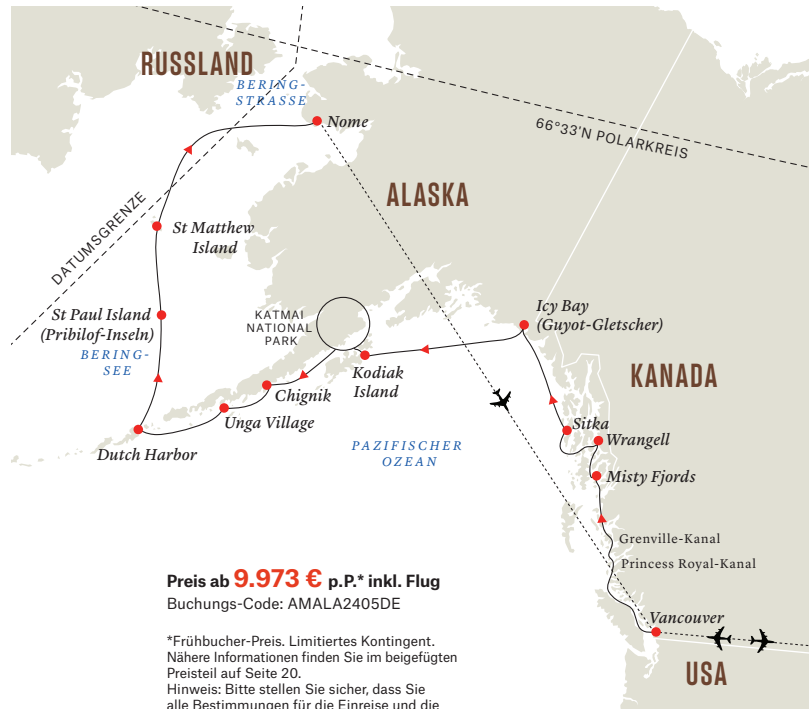 RUSSLAND
BERING-
STRASSE
Nome
66°33’N POLARKREIS
ALASKA
DATUMSGRENZE
St Matthew
Island
St Paul Island
(Pribilof-Inseln)
BERING-
SEE
KATMAI
NATIONAL
PARK
Icy Bay
(Guyot-Gletscher)
Kodiak
Island
KANADA
Chignik
Unga Village
Dutch Harbor
PAZIFISCHER
OZEAN
Sitka
Wrangell
Misty Fjords
Grenville-Kanal
Princess Royal-Kanal
Vancouver
USA
Preis ab 9.973 € p.P.* inkl. Flug
Buchungs-Code: AMALA2405DE
*Frühbucher-Preis. Limitiertes Kontingent.
Nähere Informationen finden Sie im beigefügten
Preisteil auf Seite 20.
Hinweis: Bitte stellen Sie sicher, dass Sie
alle Bestimmungen für die Einreise und die